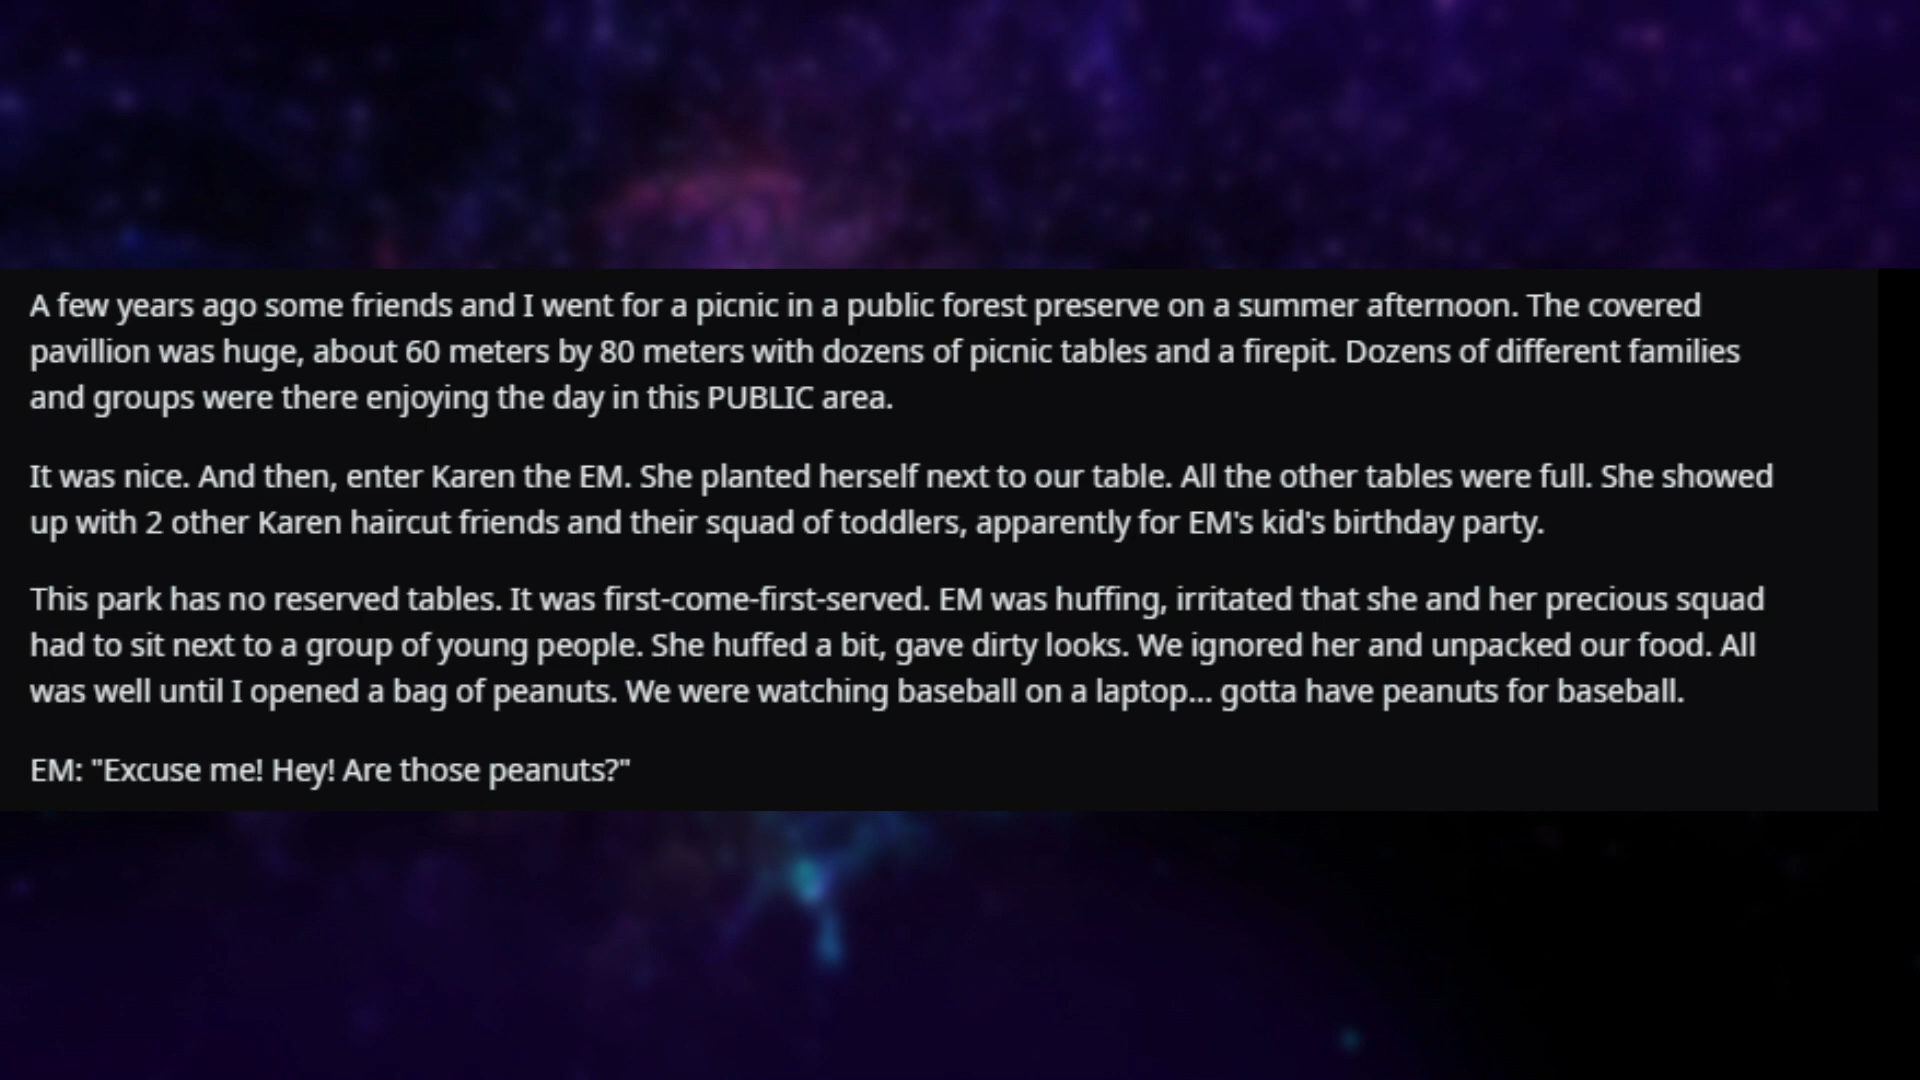 A few years ago some friends and I went for a picnic in a public forest preserve on a summer afternoon. The covered
pavillion was huge, about 60 meters by 80 meters with dozens of picnic tables and a firepit. Dozens of different families
and groups were there enjoying the day in this PUBLIC area.
It was nice. And then, enter Karen the EM. She planted herself next to our table. All the other tables were full. She showed
up with 2 other Karen haircut friends and their squad of toddlers, apparently for EM's kid's birthday party.
This park has no reserved tables. It was first-come-first-served. EM was huffing, irritated that she and her precious squad
had to sit next to a group of young people. She huffed a bit, gave dirty looks. We ignored her and unpacked our food. All
was well until I opened a bag of peanuts. We were watching baseball on a laptop... gotta have peanuts for baseball.
EM: "Excuse me! Hey! Are those peanuts?"